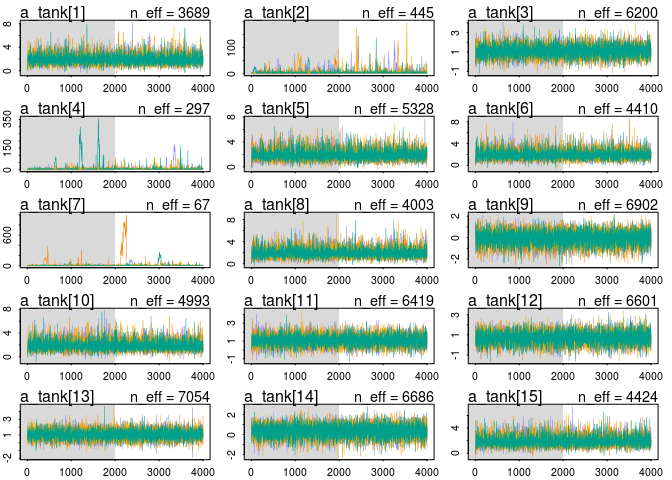 a_tank[1] n_eff = 3689 a_tank[2] n_eff = 445 a_tank[3] n_eff = 6200
0 4 8
0 100
-1 1 3
0 1000 2000 3000 4000 0 1000 2000 3000 4000 0 1000 2000 3000 4000
a_tank[4] n_eff = 297 a_tank[5] n_eff = 5328 a_tank[6] n_eff = 4410
0 150 350
0 4 8
0 4 8
0 1000 2000 3000 4000 0 1000 2000 3000 4000 0 1000 2000 3000 4000
a_tank[7] n_eff = 67 a_tank[8] n_eff = 4003 a_tank[9] n_eff = 6902
0 600
0 4 8
-2 0 2
0 1000 2000 3000 4000 0 1000 2000 3000 4000 0 1000 2000 3000 4000
a_tank[10] n_eff = 4993 a_tank[11] n_eff = 6419 a_tank[12] n_eff = 6601
0 4 8
-1 1 3
-1 1 3
0 1000 2000 3000 4000 0 1000 2000 3000 4000 0 1000 2000 3000 4000
a_tank[13] n_eff = 7054 a_tank[14] n_eff = 6686 a_tank[15] n_eff = 4424
-2 1 3
-2 0 2
0 4
0 1000 2000 3000 4000 0 1000 2000 3000 4000 0 1000 2000 3000 4000